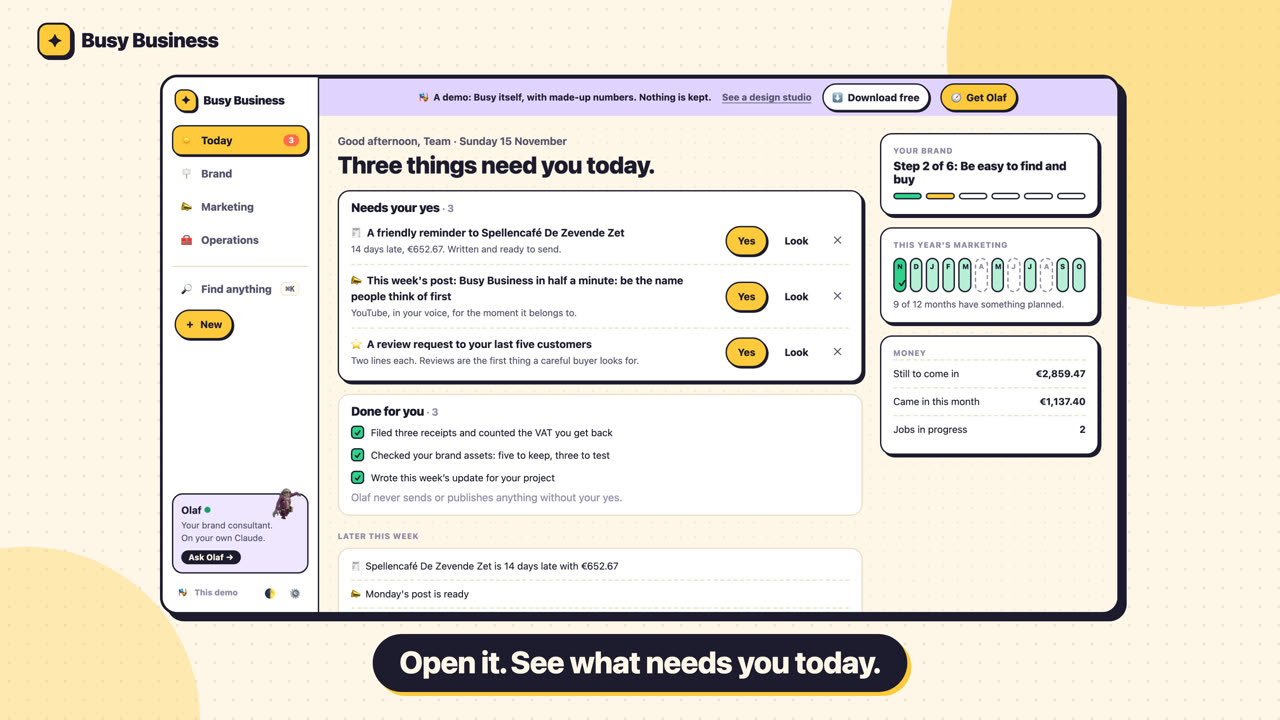 Busy Business
Busy Business
A demo: Busy itself, with made-up numbers. Nothing is kept.
See a design studio
Download free
Get Olaf
Today
3
Brand
Marketing
Operations
Find anything
⌘K
+ New
Good afternoon, Team · Sunday 15 November
Three things need you today.
Needs your yes · 3
A friendly reminder to Spellencafé De Zevende Zet
14 days late, €652.67. Written and ready to send.
Yes
Look
This week's post: Busy Business in half a minute: be the name
people think of first
YouTube, in your voice, for the moment it belongs to.
Yes
Look
A review request to your last five customers
Two lines each. Reviews are the first thing a careful buyer looks for.
Yes
Look
Done for you · 3
Filed three receipts and counted the VAT you get back
Checked your brand assets: five to keep, three to test
Wrote this week's update for your project
Olaf never sends or publishes anything without your yes.
LATER THIS WEEK
Spellencafé De Zevende Zet is 14 days late with €652.67
Monday's post is ready
YOUR BRAND
Step 2 of 6: Be easy to find and
buy
THIS YEAR'S MARKETING
N D J F M A M J J A S O
9 of 12 months have something planned.
MONEY
Still to come in €2,859.47
Came in this month €1,137.40
Jobs in progress 2
Olaf
Your brand consultant.
On your own Claude.
Ask Olaf →
This demo
Open it. See what needs you today.